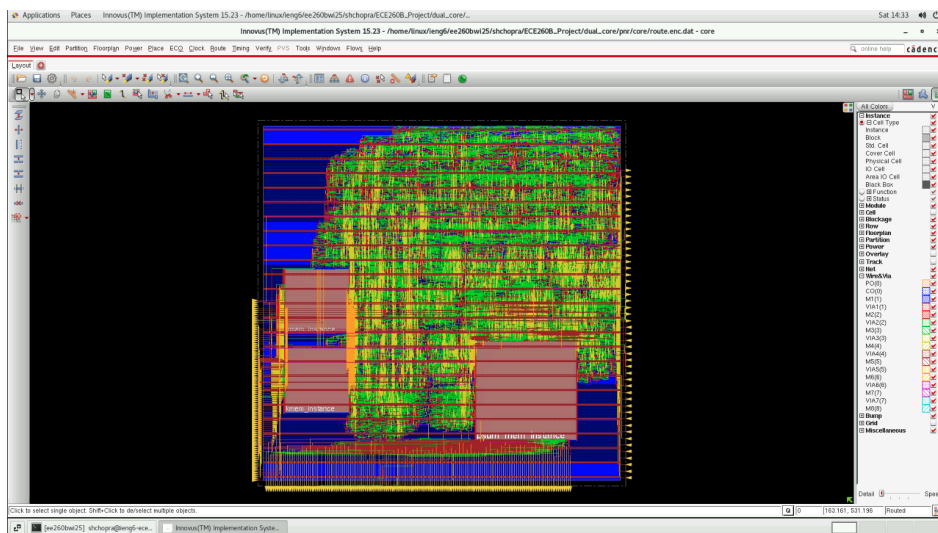 Applications Places Innovus(TM) Implementation System 15.23 - /home/linux/ieng6/ee260bwi25/shchopra/ECE260B_Project/dual_core/... Sat 14:33
Innovus(TM) Implementation System 15.23 - /home/linux/ieng6/ee260bwi25/shchopra/ECE260B_Project/dual_core/pnr/core/route.enc.dat - core
File View Edit Partition Floorplan Power Place ECO Clock Route Timing Verify PVS Tools Windows Flows Help online help cādence
Layout
All Colors V
Instance
Cell Type
Instance
Block
Std. Cell
Cover Cell
Physical Cell
IO Cell
Area IO Cell
Black Box
Function
Status
Module
Cell
Blockage
Row
Floorplan
Partition
Power
Overlay
Track
Net
Wire&Via
PO(0)
CO(0)
M1(1)
VIA1(1)
M2(2)
VIA2(2)
M3(3)
VIA3(3)
M4(4)
VIA4(4)
M5(5)
VIA5(5)
M6(6)
VIA6(6)
M7(7)
VIA7(7)
M8(8)
Bump
Grid
Miscellaneous
qmem_instance
kmem_instance
psum_mem_instance
Detail Spee
Click to select single object. Shift+Click to de/select multiple objects. Q 0 163.161, 531.196 Routed
[ee260bwi25] shchopra@ieng6-ece... Innovus(TM) Implementation Syste...